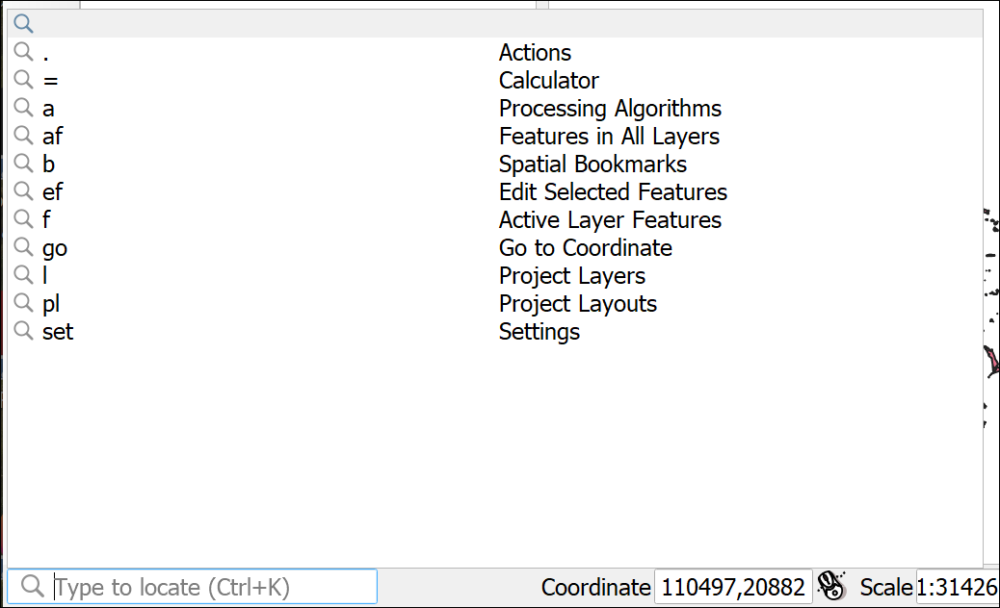 . Actions
= Calculator
a Processing Algorithms
af Features in All Layers
b Spatial Bookmarks
ef Edit Selected Features
f Active Layer Features
go Go to Coordinate
l Project Layers
pl Project Layouts
set Settings
Type to locate (Ctrl+K) Coordinate 110497,20882 Scale 1:31426